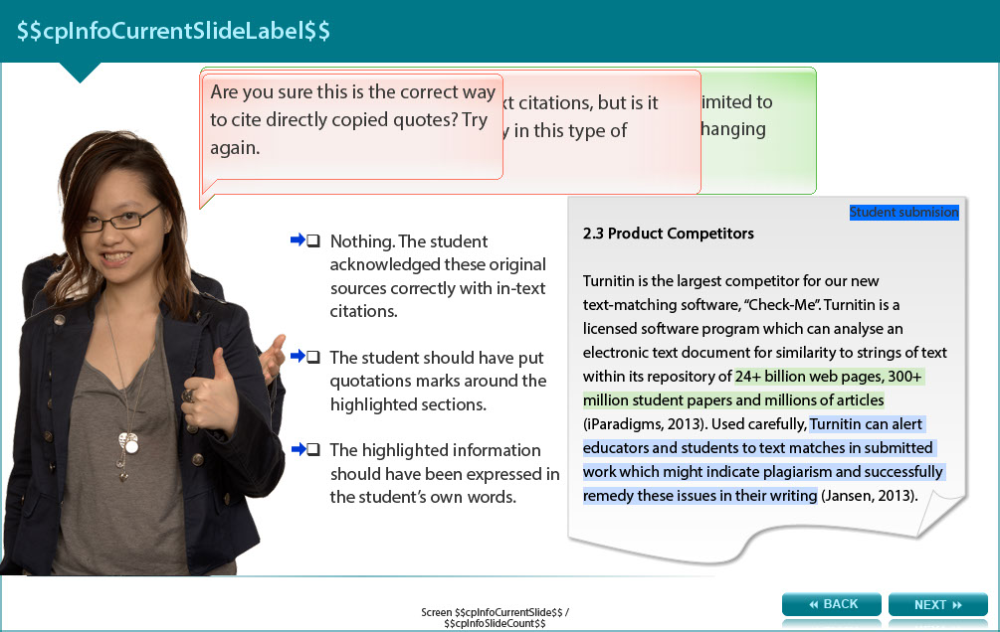 $$cpInfoCurrentSlideLabel$$
Are you sure this is the correct way
to cite directly copied quotes? Try
again.
xt citations, but is it
y in this type of
imited to
hanging
Nothing. The student
acknowledged these original
sources correctly with in-text
citations.
The student should have put
quotations marks around the
highlighted sections.
The highlighted information
should have been expressed in
the student’s own words.
Student submision
2.3 Product Competitors
Turnitin is the largest competitor for our new
text-matching software, “Check-Me”. Turnitin is a
licensed software program which can analyse an
electronic text document for similarity to strings of text
within its repository of 24+ billion web pages, 300+
million student papers and millions of articles
(iParadigms, 2013). Used carefully, Turnitin can alert
educators and students to text matches in submitted
work which might indicate plagiarism and successfully
remedy these issues in their writing (Jansen, 2013).
Screen $$cpInfoCurrentSlide$$ /
$$cpInfoSlideCount$$
BACK
NEXT